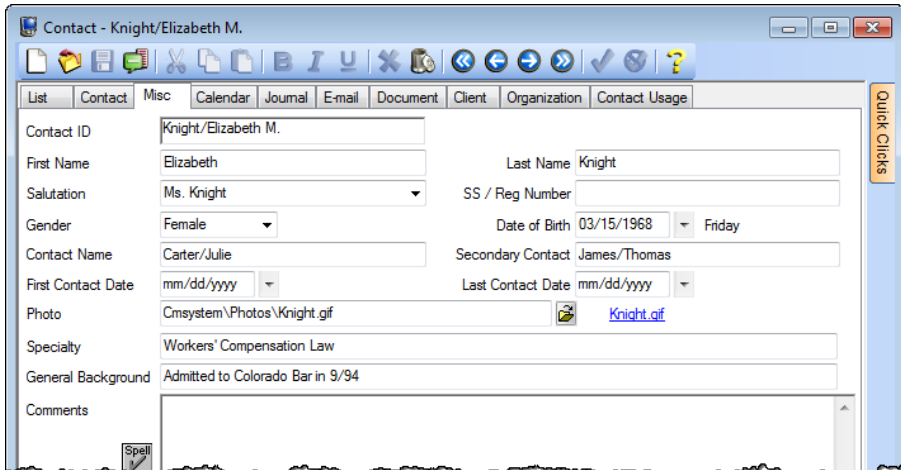 Contact - Knight/Elizabeth M.
B I U ?
List Contact Misc Calendar Journal E-mail Document Client Organization Contact Usage
Quick Clicks
Contact ID Knight/Elizabeth M.
First Name Elizabeth Last Name Knight
Salutation Ms. Knight SS / Reg Number
Gender Female Date of Birth 03/15/1968 Friday
Contact Name Carter/Julie Secondary Contact James/Thomas
First Contact Date mm/dd/yyyy Last Contact Date mm/dd/yyyy
Photo Cmsystem\Photos\Knight.gif Knight.gif
Specialty Workers' Compensation Law
General Background Admitted to Colorado Bar in 9/94
Comments
Spell